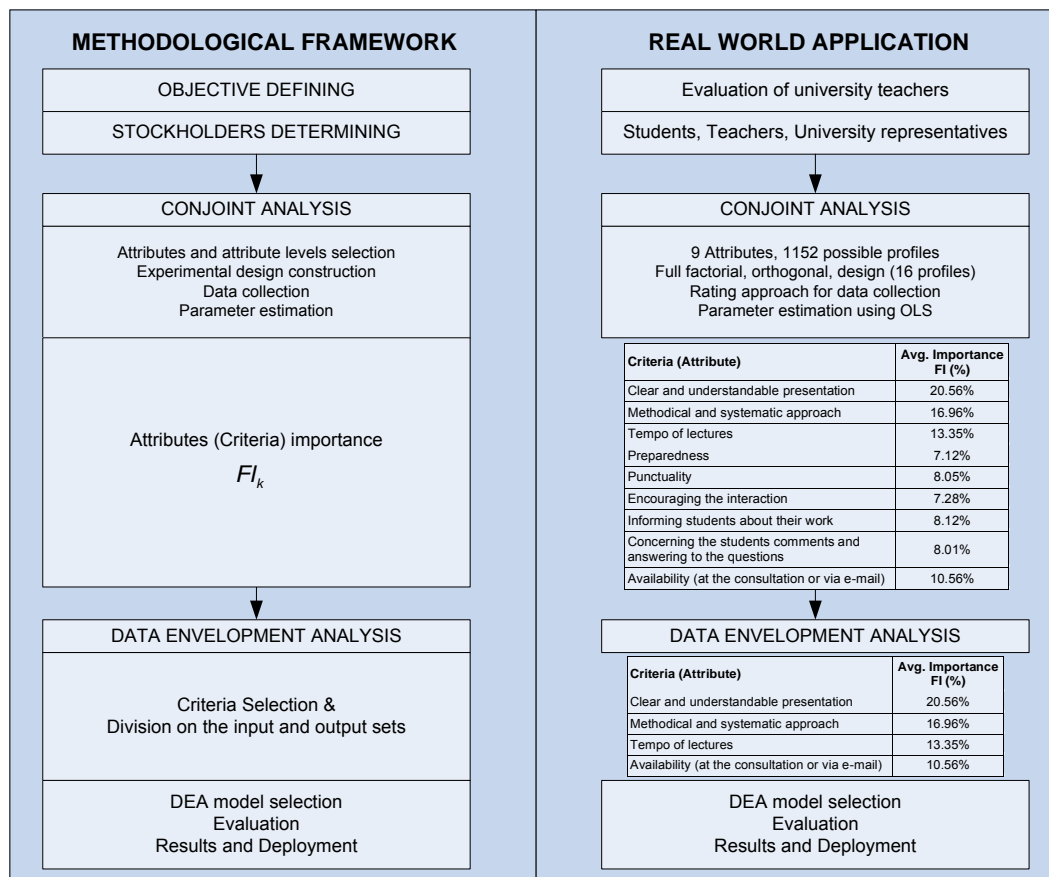 METHODOLOGICAL FRAMEWORK
OBJECTIVE DEFINING
STOCKHOLDERS DETERMINING
CONJOINT ANALYSIS
Attributes and attribute levels selection
Experimental design construction
Data collection
Parameter estimation
Attributes (Criteria) importance
FI_k
DATA ENVELOPMENT ANALYSIS
Criteria Selection &
Division on the input and output sets
DEA model selection
Evaluation
Results and Deployment
REAL WORLD APPLICATION
Evaluation of university teachers
Students, Teachers, University representatives
CONJOINT ANALYSIS
9 Attributes, 1152 possible profiles
Full factorial, orthogonal, design (16 profiles)
Rating approach for data collection
Parameter estimation using OLS
Criteria (Attribute) Avg. Importance
FI (%)
Clear and understandable presentation 20.56%
Methodical and systematic approach 16.96%
Tempo of lectures 13.35%
Preparedness 7.12%
Punctuality 8.05%
Encouraging the interaction 7.28%
Informing students about their work 8.12%
Concerning the students comments and
answering to the questions 8.01%
Availability (at the consultation or via e-mail) 10.56%
DATA ENVELOPMENT ANALYSIS
Criteria (Attribute) Avg. Importance
FI (%)
Clear and understandable presentation 20.56%
Methodical and systematic approach 16.96%
Tempo of lectures 13.35%
Availability (at the consultation or via e-mail) 10.56%
DEA model selection
Evaluation
Results and Deployment